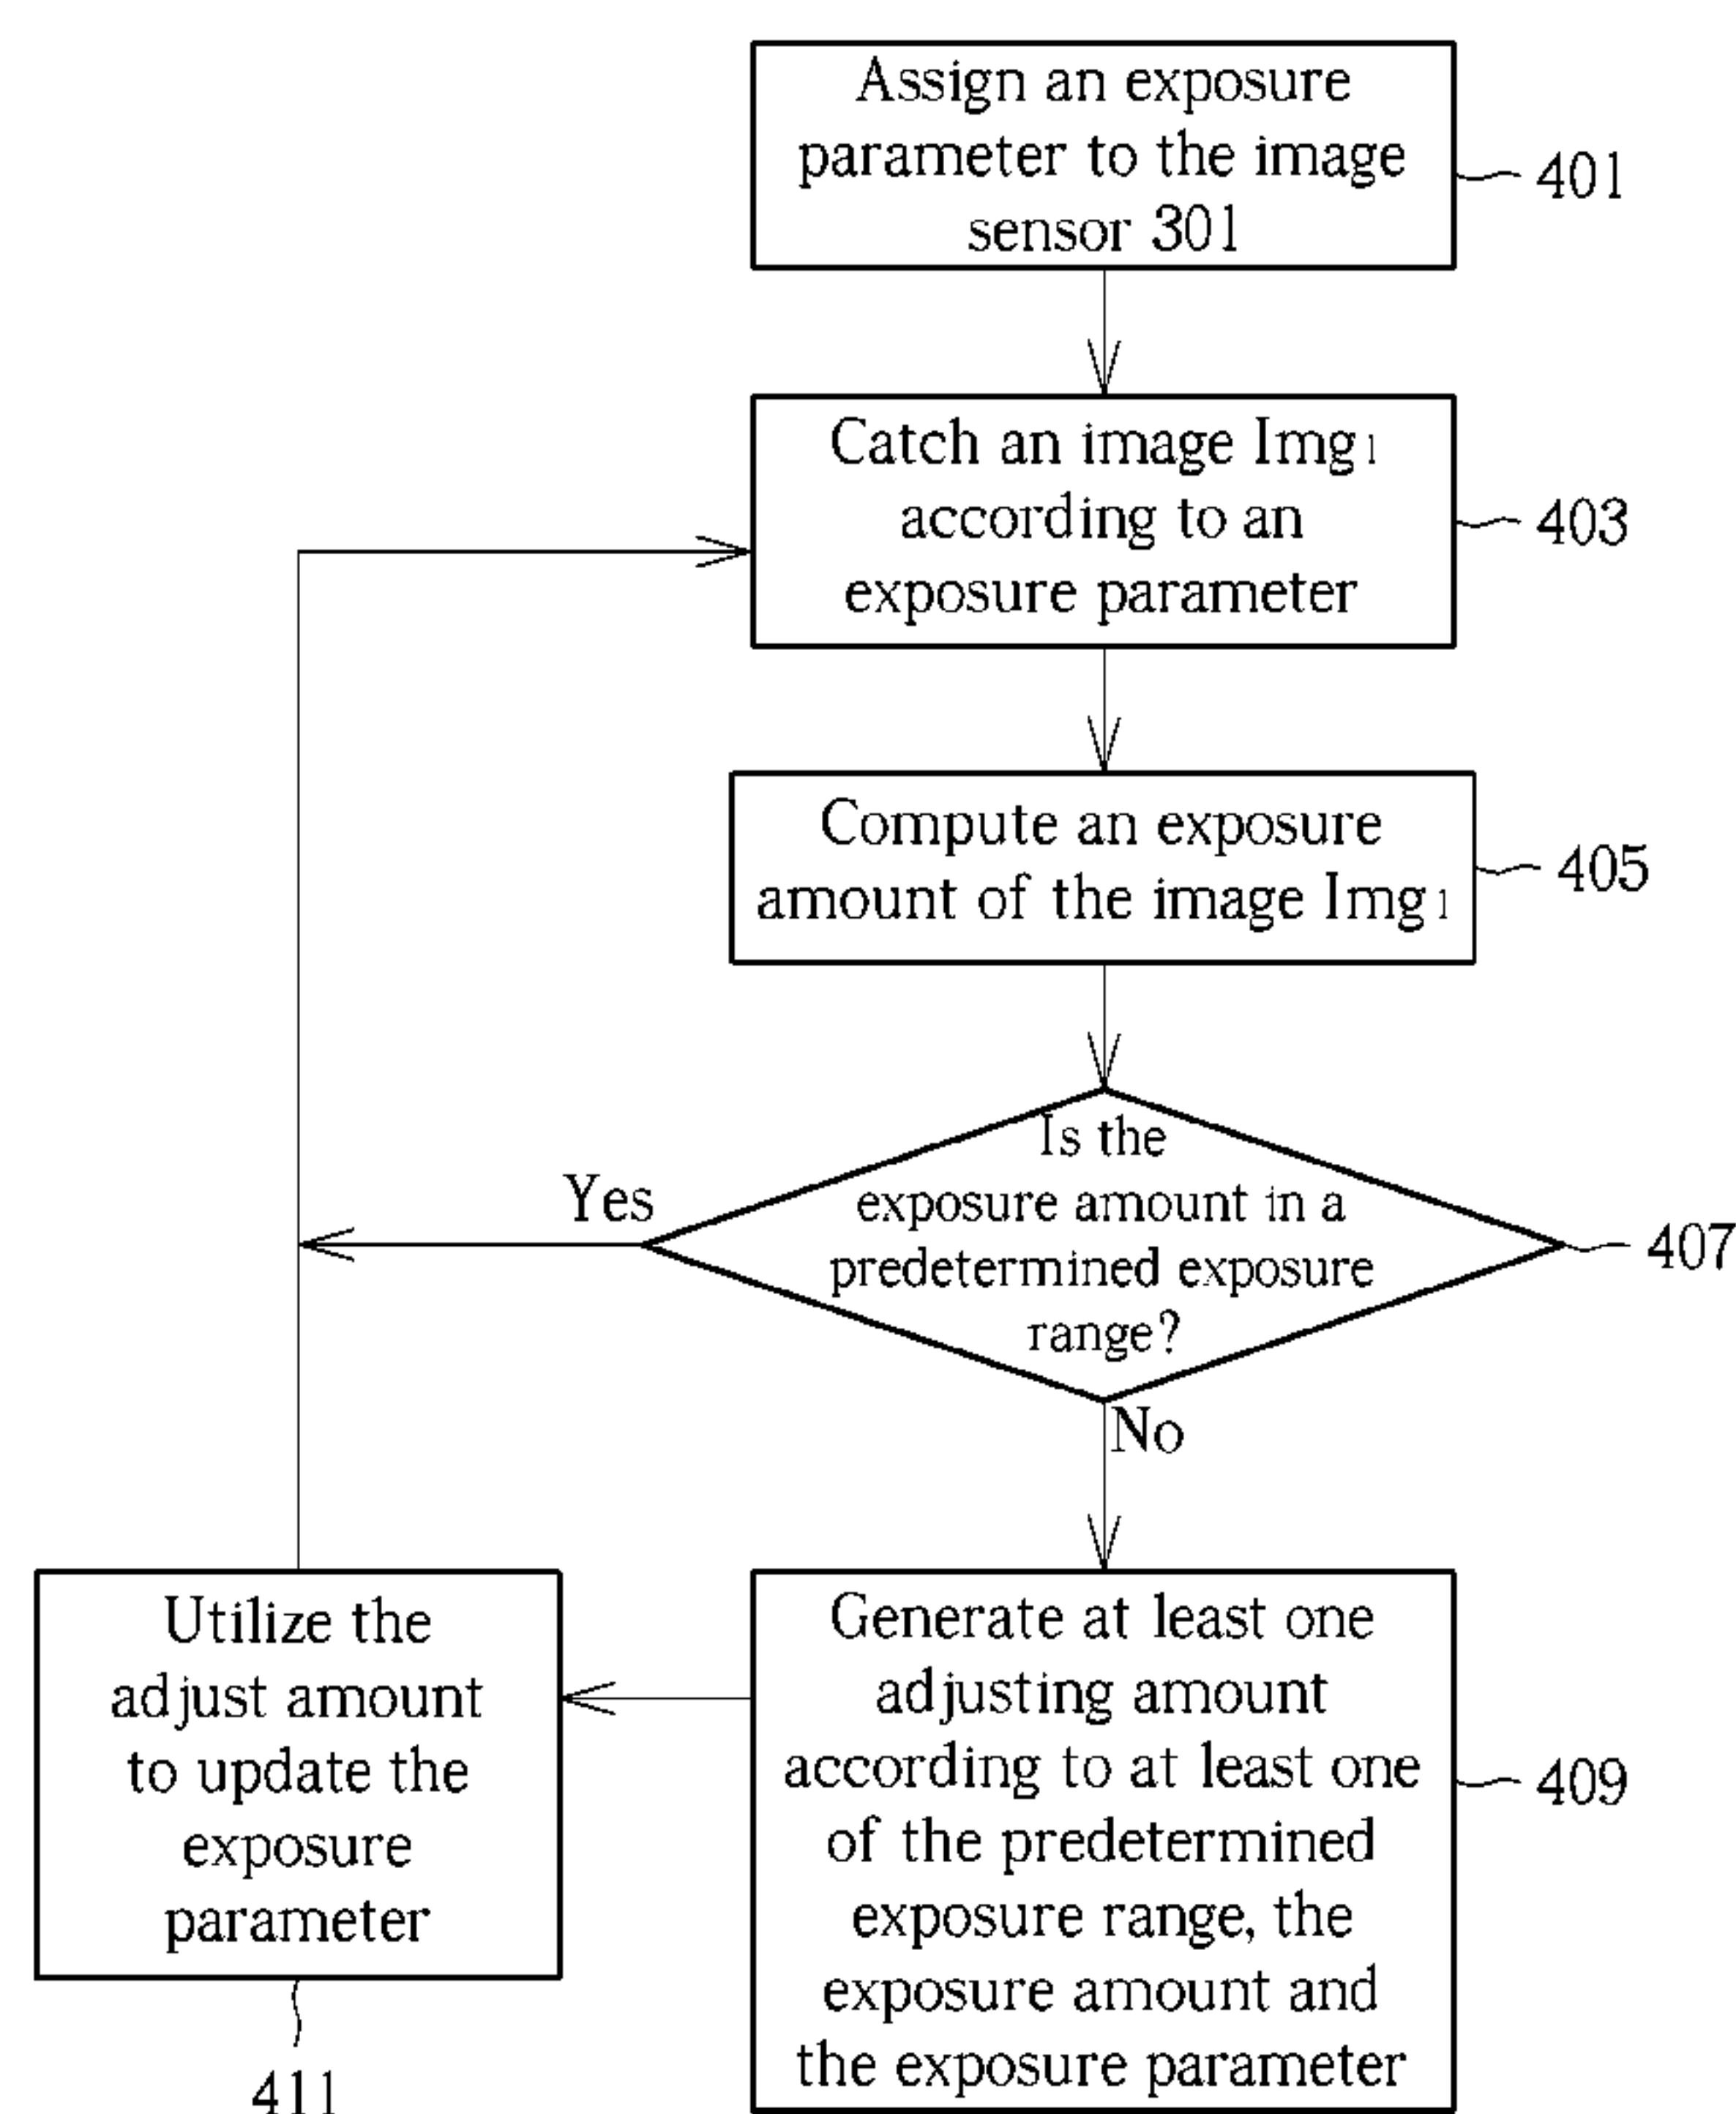 Assign an exposure
parameter to the image
sensor 301
401
Catch an image Img1
according to an
exposure parameter
403
Compute an exposure
amount of the image Img1
405
Is the
exposure amount in a
predetermined exposure
range?
407
Yes
No
Generate at least one
adjusting amount
according to at least one
of the predetermined
exposure range, the
exposure amount and
the exposure parameter
409
Utilize the
adjust amount
to update the
exposure
parameter
411